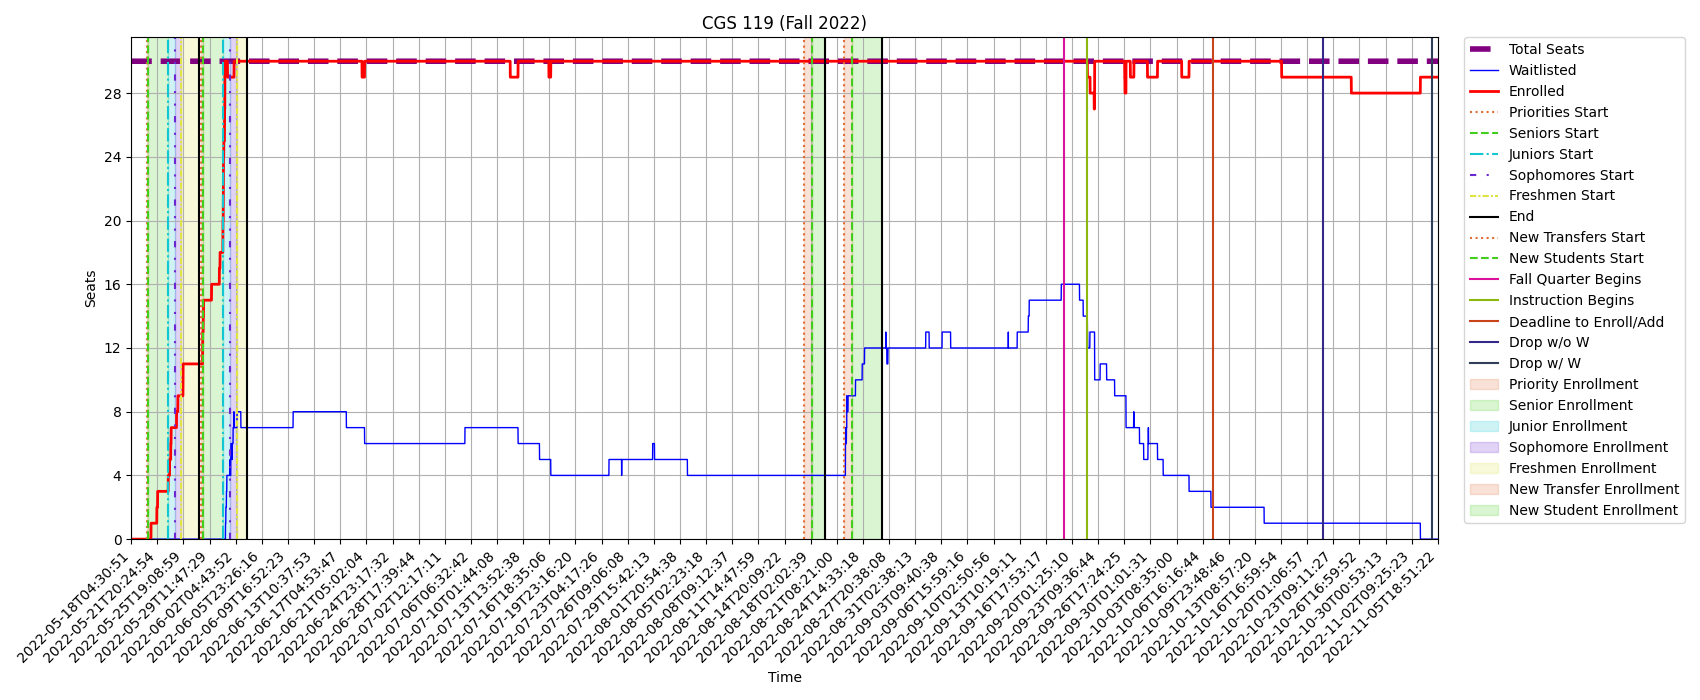 CGS 119 (Fall 2022)
Seats
28
24
20
16
12
8
4
0
2022-05-18T04:30:51
2022-05-21T20:24:54
2022-05-25T19:08:59
2022-05-29T11:47:29
2022-06-02T04:43:52
2022-06-05T23:26:16
2022-06-09T16:52:23
2022-06-13T10:37:53
2022-06-17T04:53:47
2022-06-21T05:02:04
2022-06-24T23:17:32
2022-06-28T17:39:44
2022-07-02T12:17:11
2022-07-06T06:32:42
2022-07-10T01:44:08
2022-07-13T13:52:38
2022-07-16T18:35:06
2022-07-19T23:16:20
2022-07-23T04:17:26
2022-07-26T09:06:08
2022-07-29T15:42:13
2022-08-01T20:54:38
2022-08-05T02:23:18
2022-08-08T09:12:37
2022-08-11T14:47:59
2022-08-14T20:09:22
2022-08-18T02:02:39
2022-08-21T08:21:00
2022-08-24T14:33:18
2022-08-27T20:38:08
2022-08-31T02:38:13
2022-09-03T09:40:38
2022-09-06T15:59:16
2022-09-10T02:50:56
2022-09-13T10:19:11
2022-09-16T17:53:17
2022-09-20T01:25:10
2022-09-23T09:36:44
2022-09-26T17:24:25
2022-09-30T01:01:31
2022-10-03T08:35:00
2022-10-06T16:16:44
2022-10-09T23:48:46
2022-10-13T08:57:20
2022-10-16T16:59:54
2022-10-20T01:06:57
2022-10-23T09:11:27
2022-10-26T16:59:52
2022-10-30T00:53:13
2022-11-02T09:25:23
2022-11-05T18:51:22
Time
Total Seats
Waitlisted
Enrolled
Priorities Start
Seniors Start
Juniors Start
Sophomores Start
Freshmen Start
End
New Transfers Start
New Students Start
Fall Quarter Begins
Instruction Begins
Deadline to Enroll/Add
Drop w/o W
Drop w/ W
Priority Enrollment
Senior Enrollment
Junior Enrollment
Sophomore Enrollment
Freshmen Enrollment
New Transfer Enrollment
New Student Enrollment